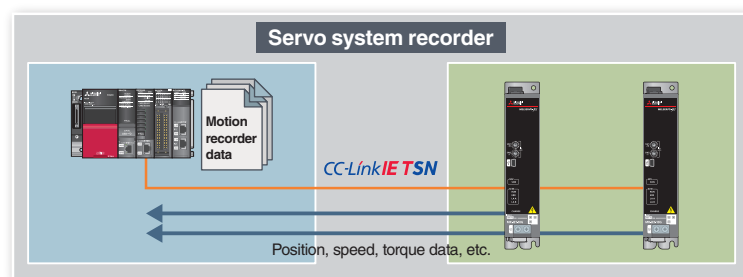 Servo system recorder
Motion
recorder
data
CC-Link IE TSN
Position, speed, torque data, etc.